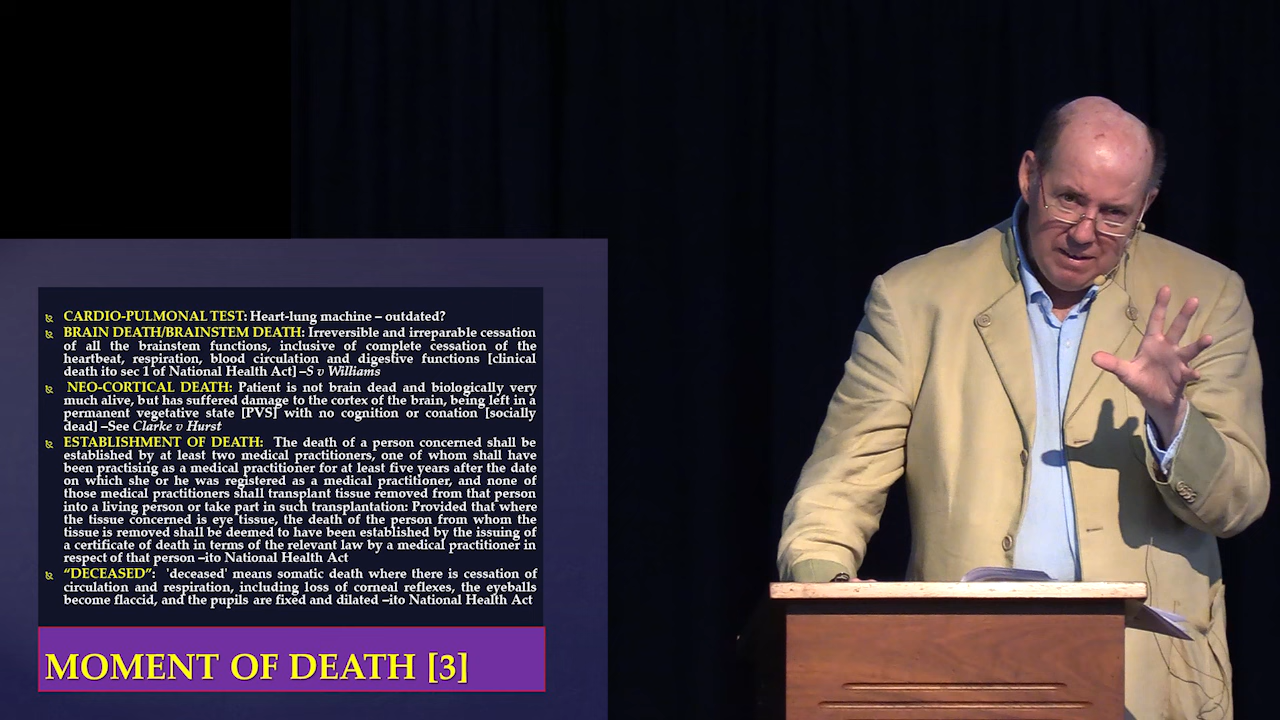 CARDIO-PULMONAL TEST: Heart-lung machine – outdated?
BRAIN DEATH/BRAINSTEM DEATH: Irreversible and irreparable cessation
of all the brainstem functions, inclusive of complete cessation of the
heartbeat, respiration, blood circulation and digestive functions [clinical
death ito sec 1 of National Health Act] –S v Williams
NEO-CORTICAL DEATH: Patient is not brain dead and biologically very
much alive, but has suffered damage to the cortex of the brain, being left in a
permanent vegetative state [PVS] with no cognition or conation [socially
dead] –See Clarke v Hurst
ESTABLISHMENT OF DEATH: The death of a person concerned shall be
established by at least two medical practitioners, one of whom shall have
been practising as a medical practitioner for at least five years after the date
on which she or he was registered as a medical practitioner, and none of
those medical practitioners shall transplant tissue removed from that person
into a living person or take part in such transplantation: Provided that where
the tissue concerned is eye tissue, the death of the person from whom the
tissue is removed shall be deemed to have been established by the issuing of
a certificate of death in terms of the relevant law by a medical practitioner in
respect of that person –ito National Health Act
“DECEASED”: 'deceased' means somatic death where there is cessation of
circulation and respiration, including loss of corneal reflexes, the eyeballs
become flaccid, and the pupils are fixed and dilated –ito National Health Act
MOMENT OF DEATH [3]